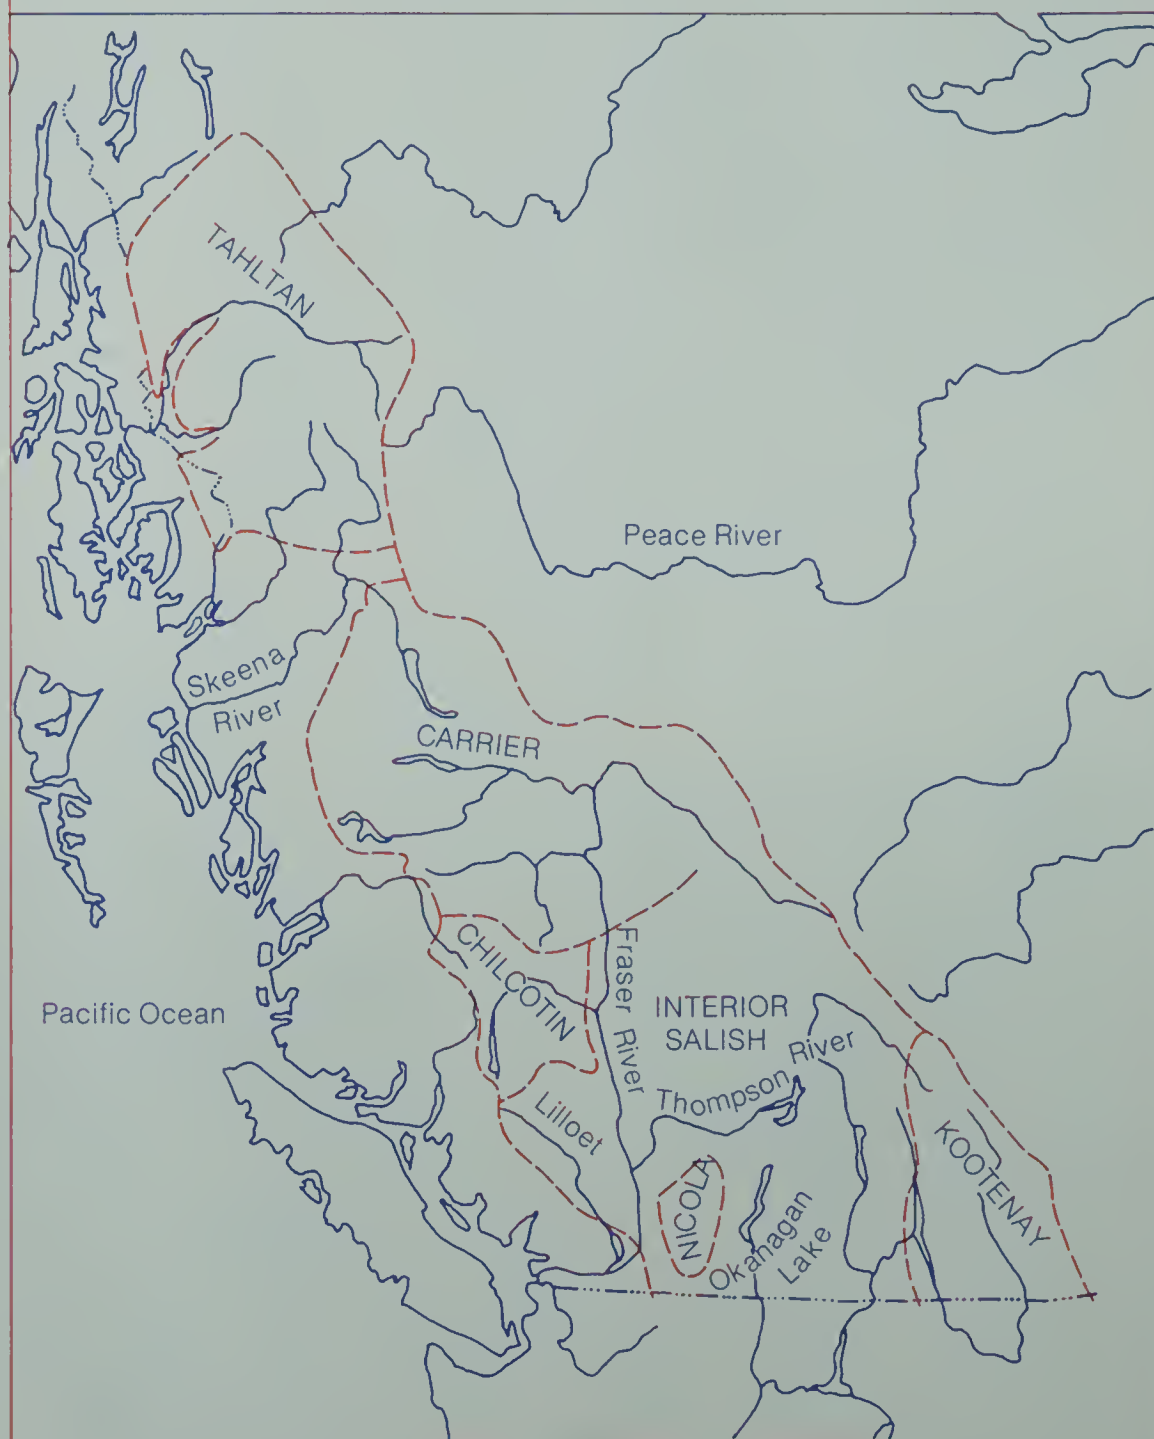 TAHLTAN
Peace River
Skeena
River
CARRIER
CHILCOTIN
Fraser River
Pacific Ocean
INTERIOR
SALISH
Thompson River
Lilloet
KOOTENAY
NICOLA
Okanagan
Lake